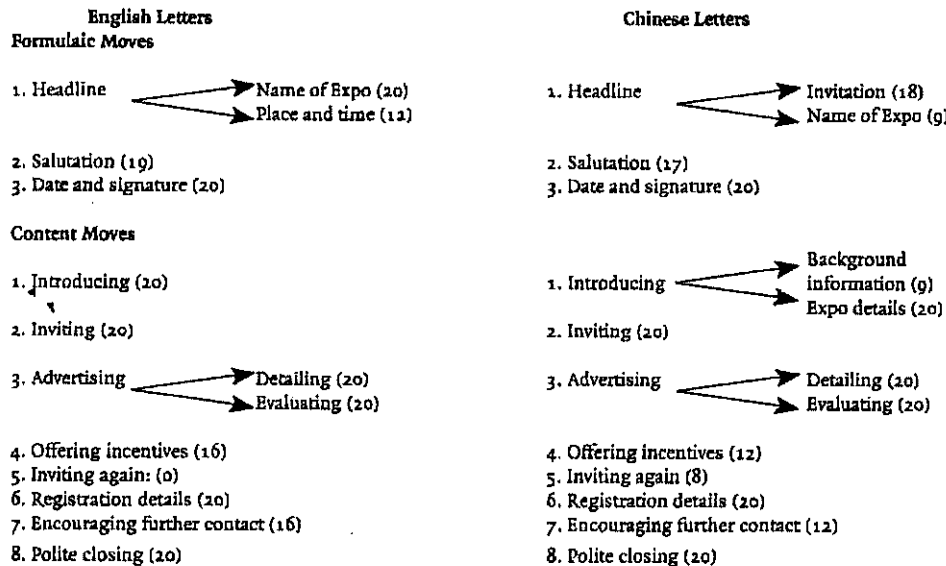 English Letters
Formulaic Moves
1. Headline
Name of Expo (20)
Place and time (12)
2. Salutation (19)
3. Date and signature (20)
Content Moves
1. Introducing (20)
2. Inviting (20)
3. Advertising
Detailing (20)
Evaluating (20)
4. Offering incentives (16)
5. Inviting again: (0)
6. Registration details (20)
7. Encouraging further contact (16)
8. Polite closing (20)
Chinese Letters
1. Headline
Invitation (18)
Name of Expo (9)
2. Salutation (17)
3. Date and signature (20)
1. Introducing
Background
information (9)
Expo details (20)
2. Inviting (20)
3. Advertising
Detailing (20)
Evaluating (20)
4. Offering incentives (12)
5. Inviting again (8)
6. Registration details (20)
7. Encouraging further contact (12)
8. Polite closing (20)